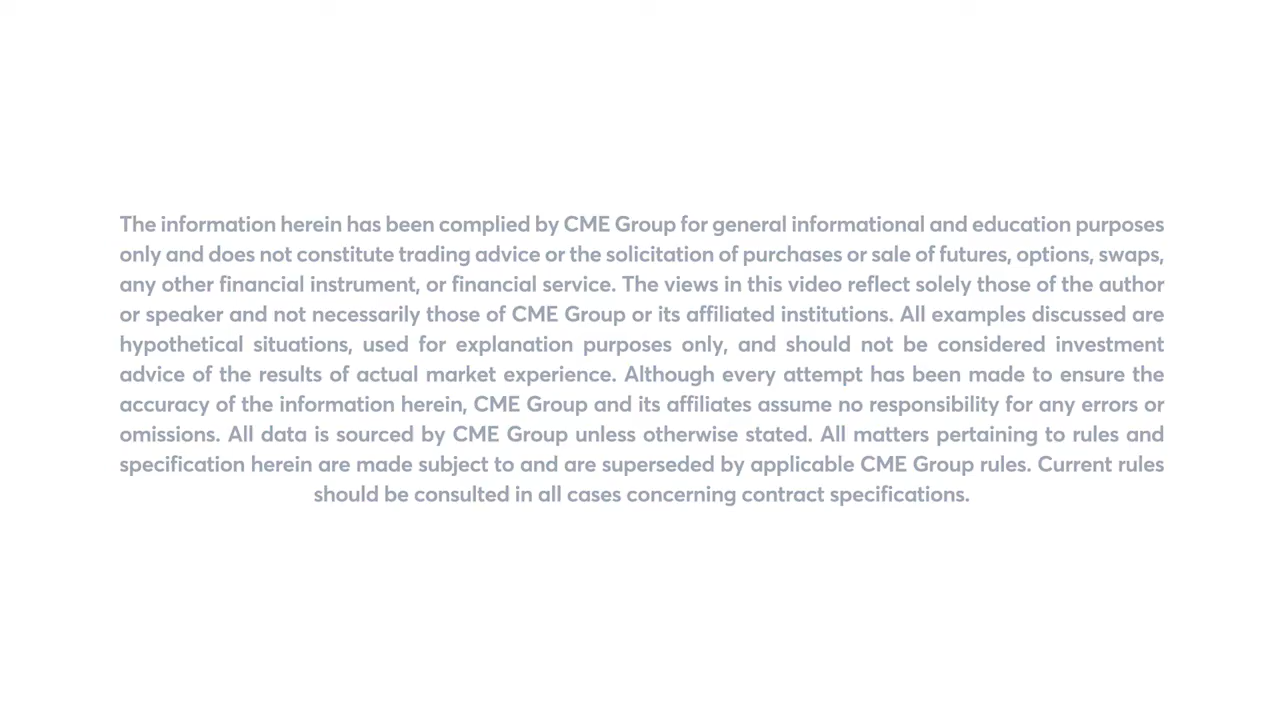 The information herein has been complied by CME Group for general informational and education purposes
only and does not constitute trading advice or the solicitation of purchases or sale of futures, options, swaps,
any other financial instrument, or financial service. The views in this video reflect solely those of the author
or speaker and not necessarily those of CME Group or its affiliated institutions. All examples discussed are
hypothetical situations, used for explanation purposes only, and should not be considered investment
advice of the results of actual market experience. Although every attempt has been made to ensure the
accuracy of the information herein, CME Group and its affiliates assume no responsibility for any errors or
omissions. All data is sourced by CME Group unless otherwise stated. All matters pertaining to rules and
specification herein are made subject to and are superseded by applicable CME Group rules. Current rules
should be consulted in all cases concerning contract specifications.